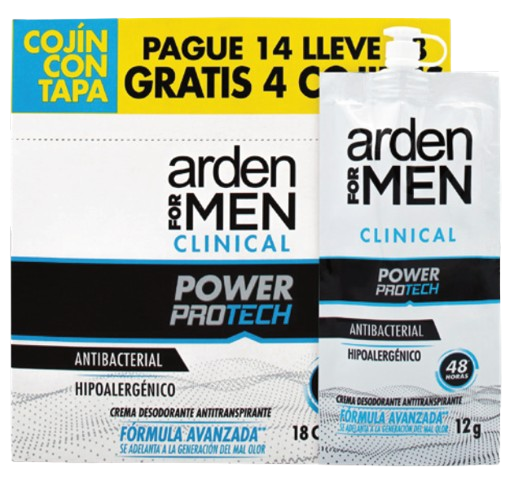 COJÍN
CON
TAPA
PAGUE 14 LLEVE
GRATIS 4
arden
FOR MEN
CLINICAL
POWER
PROTECH
ANTIBACTERIAL
HIPOALERGÉNICO
CREMA DESODORANTE ANTITRANSPIRANTE
FÓRMULA AVANZADA**
SE ADELANTA A LA GENERACIÓN DEL MAL OLOR
18
arden
FOR MEN
CLINICAL
POWER
PROTECH
ANTIBACTERIAL
HIPOALERGÉNICO
48
HORAS
CREMA DESODORANTE ANTITRANSPIRANTE
FÓRMULA AVANZADA**
SE ADELANTA A LA GENERACIÓN DEL MAL OLOR
12g